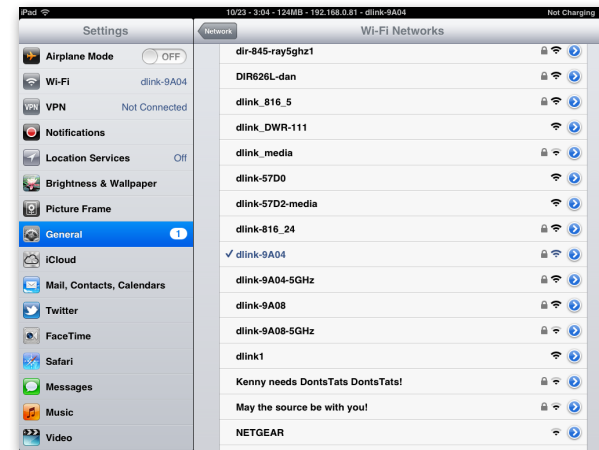 iPad 10/23 - 3:04 - 124MB - 192.168.0.81 - dlink-9A04 Not Charging
Settings
Network Wi-Fi Networks
Airplane Mode OFF
Wi-Fi dlink-9A04
VPN VPN Not Connected
Notifications
Location Services Off
Brightness & Wallpaper
Picture Frame
General 1
iCloud
Mail, Contacts, Calendars
Twitter
FaceTime
Safari
Messages
Music
Video
dir-845-ray5ghz1
DIR626L-dan
dlink_816_5
dlink_DWR-111
dlink_media
dlink-57D0
dlink-57D2-media
dlink-816_24
dlink-9A04
dlink-9A04-5GHz
dlink-9A08
dlink-9A08-5GHz
dlink1
Kenny needs DontsTats DontsTats!
May the source be with you!
NETGEAR